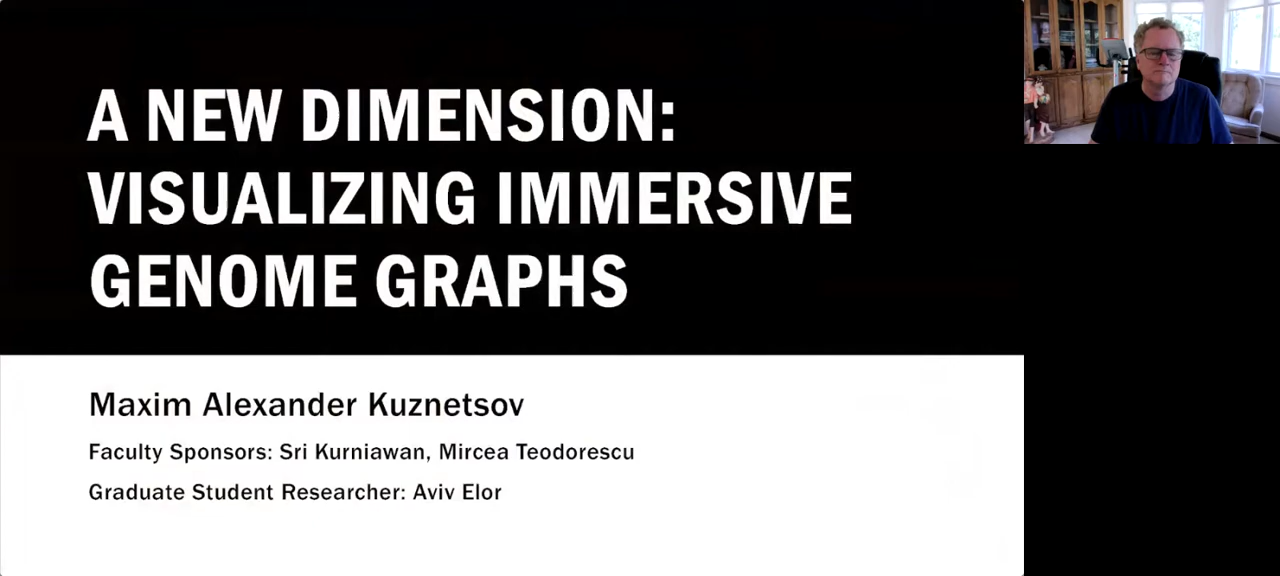 A NEW DIMENSION:
VISUALIZING IMMERSIVE
GENOME GRAPHS
Maxim Alexander Kuznetsov
Faculty Sponsors: Sri Kurniawan, Mircea Teodorescu
Graduate Student Researcher: Aviv Elor